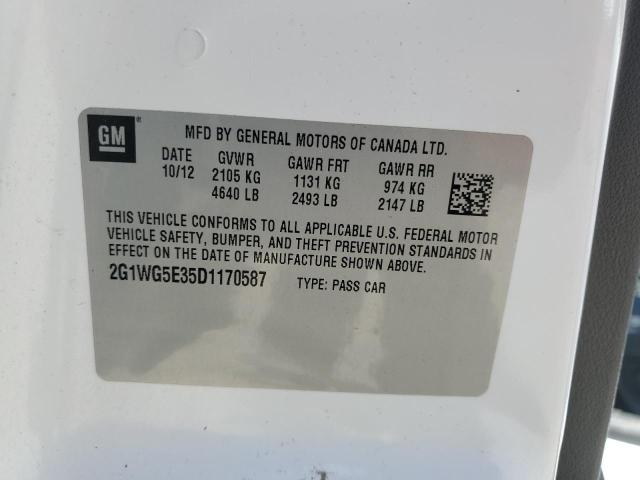 GM
MFD BY GENERAL MOTORS OF CANADA LTD.
DATE GVWR GAWR FRT GAWR RR
10/12 2105 KG 1131 KG 974 KG
4640 LB 2493 LB 2147 LB
THIS VEHICLE CONFORMS TO ALL APPLICABLE U.S. FEDERAL MOTOR
VEHICLE SAFETY, BUMPER, AND THEFT PREVENTION STANDARDS IN
EFFECT ON THE DATE OF MANUFACTURE SHOWN ABOVE.
2G1WG5E35D1170587 TYPE: PASS CAR